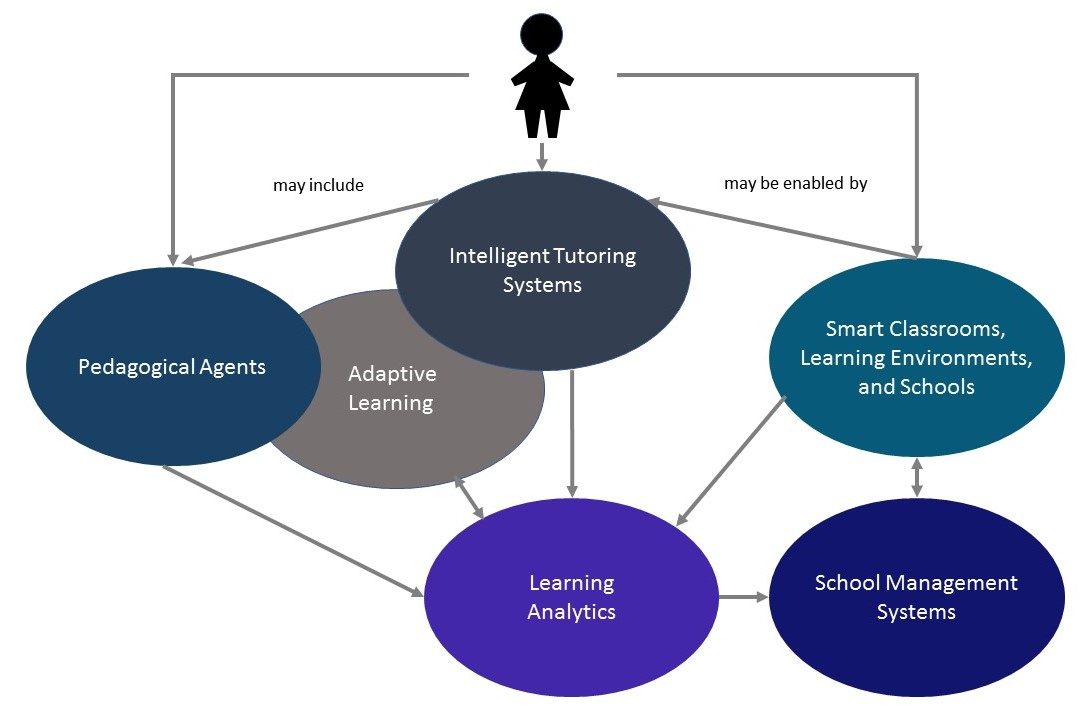 may include
may be enabled by
Intelligent Tutoring
Systems
Smart Classrooms,
Learning Environments,
and Schools
Pedagogical Agents
Adaptive
Learning
Learning
Analytics
School Management
Systems